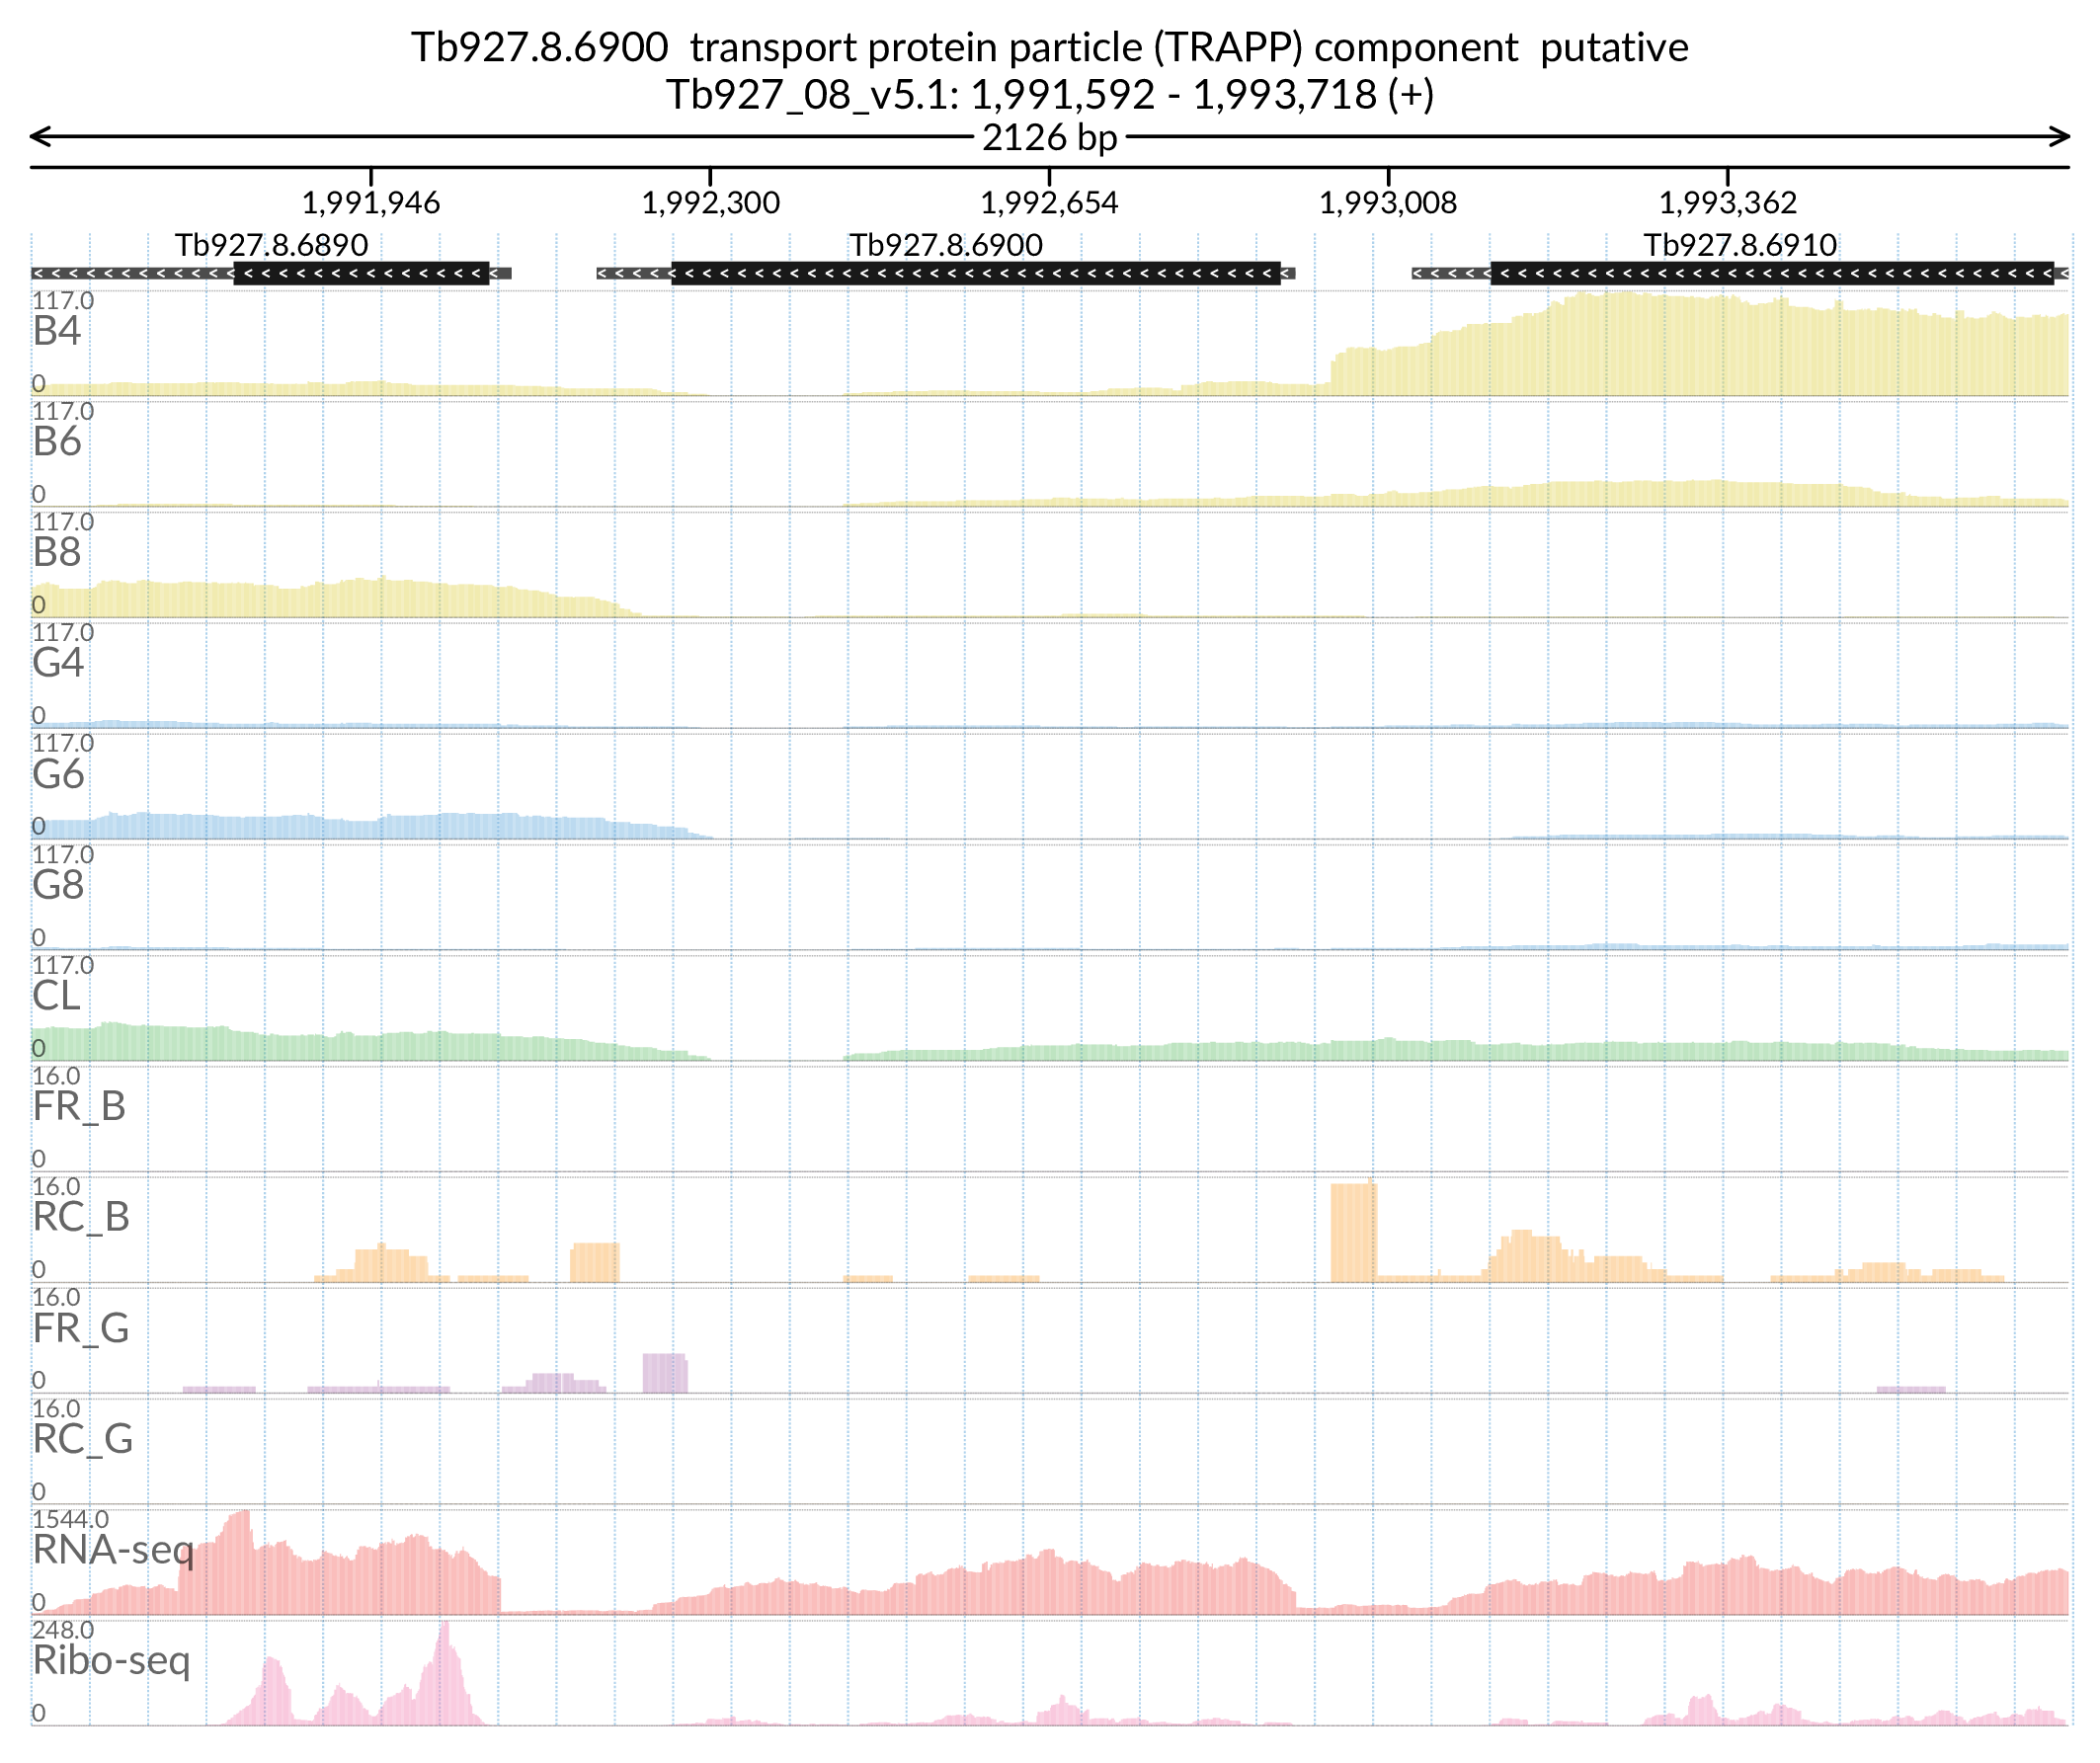 Tb927.8.6900 transport protein particle (TRAPP) component putative
Tb927_08_v5.1: 1,991,592 - 1,993,718 (+)
2126 bp
1,991,946 1,992,300 1,992,654 1,993,008 1,993,362
Tb927.8.6890 Tb927.8.6900 Tb927.8.6910
117.0
B4
0
117.0
B6
0
117.0
B8
0
117.0
G4
0
117.0
G6
0
117.0
G8
0
117.0
CL
0
16.0
FR_B
0
16.0
RC_B
0
16.0
FR_G
0
16.0
RC_G
0
1544.0
RNA-seq
0
248.0
Ribo-seq
0